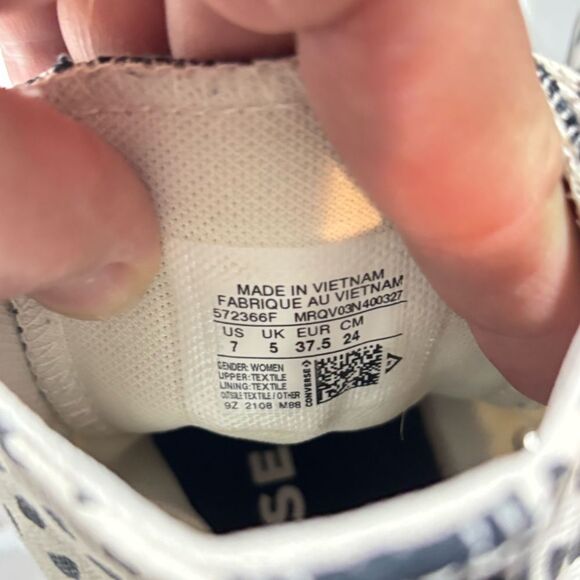 MADE IN VIETNAM
FABRIQUE AU VIETNAM
572366F MRQV03N400327
US UK EUR CM
7 5 37.5 24
GENDER: WOMEN
UPPER: TEXTILE
LINING: TEXTILE
OUTSOLE TEXTILE / OTHER
9Z 2108 M88
CONVERSE
SE